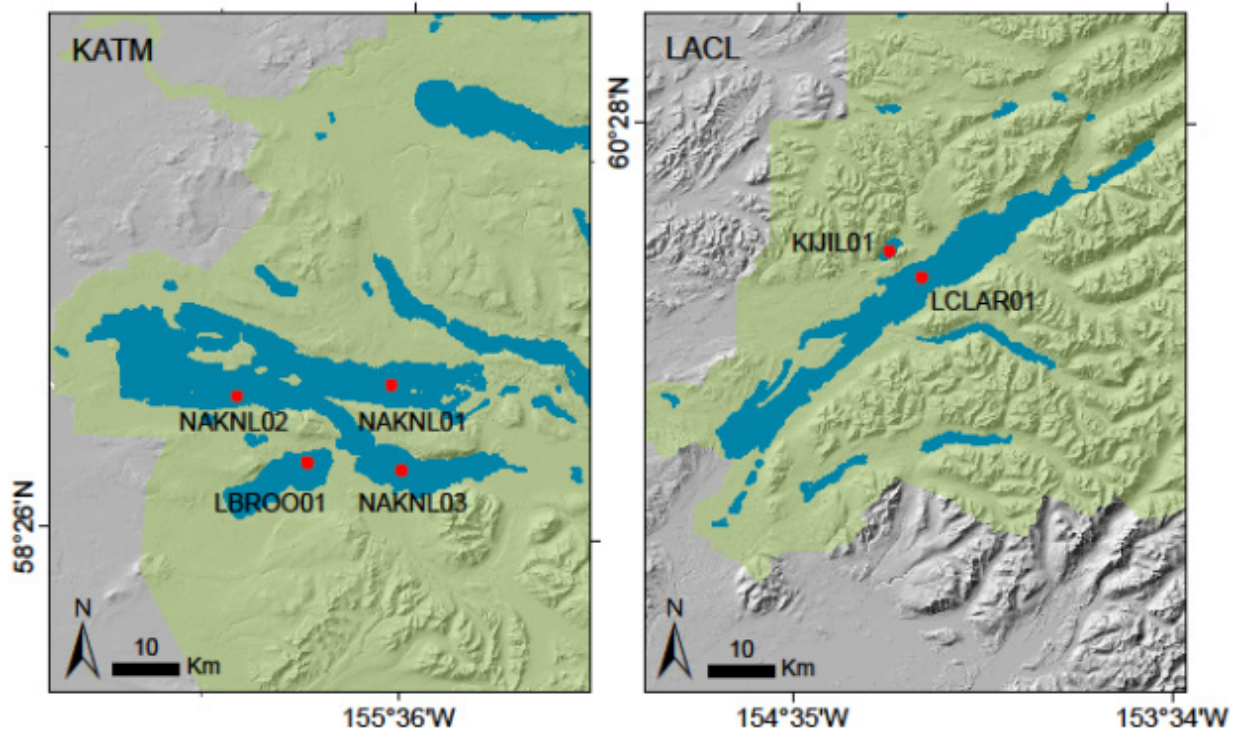 KATM
NAKNL02
NAKNL01
LBROO01
NAKNL03
58°26'N
N
10
Km
155°36'W
LACL
60°28'N
KIJIL01
LCLAR01
N
10
Km
154°35'W
153°34'W